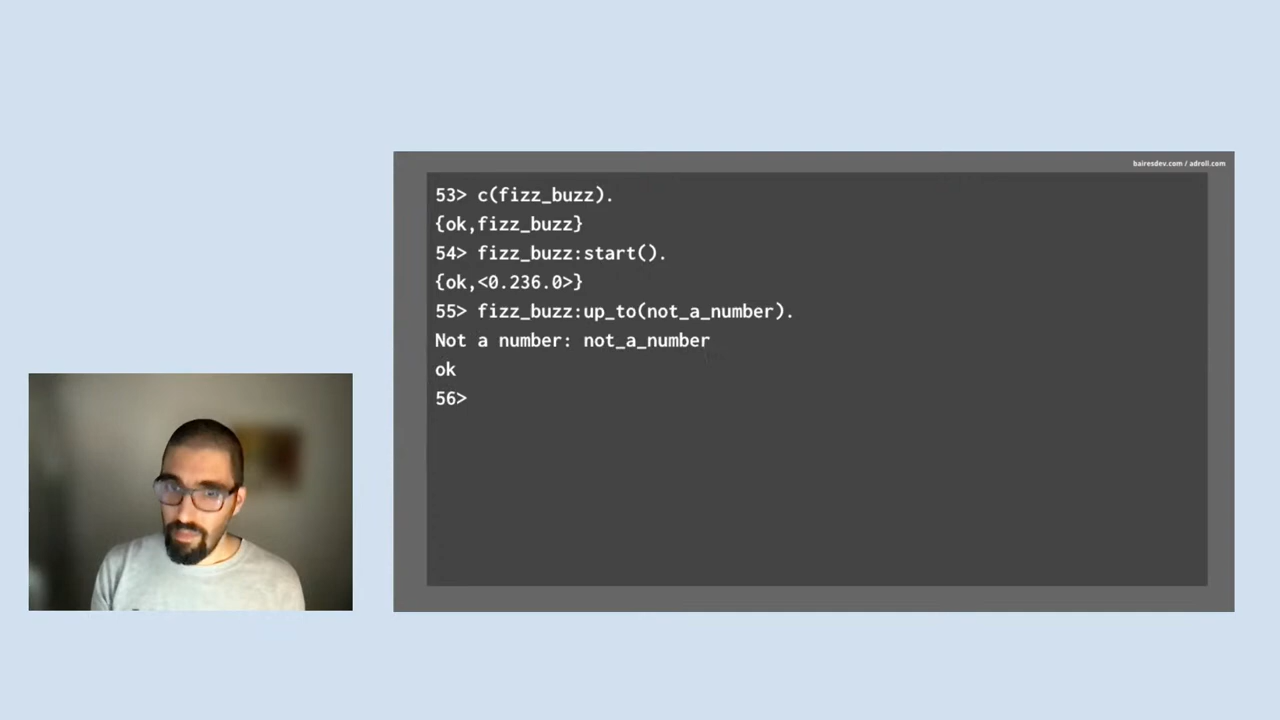 bairesdev.com / adroll.com
53> c(fizz_buzz).
{ok,fizz_buzz}
54> fizz_buzz:start().
{ok,<0.236.0>}
55> fizz_buzz:up_to(not_a_number).
Not a number: not_a_number
ok
56>